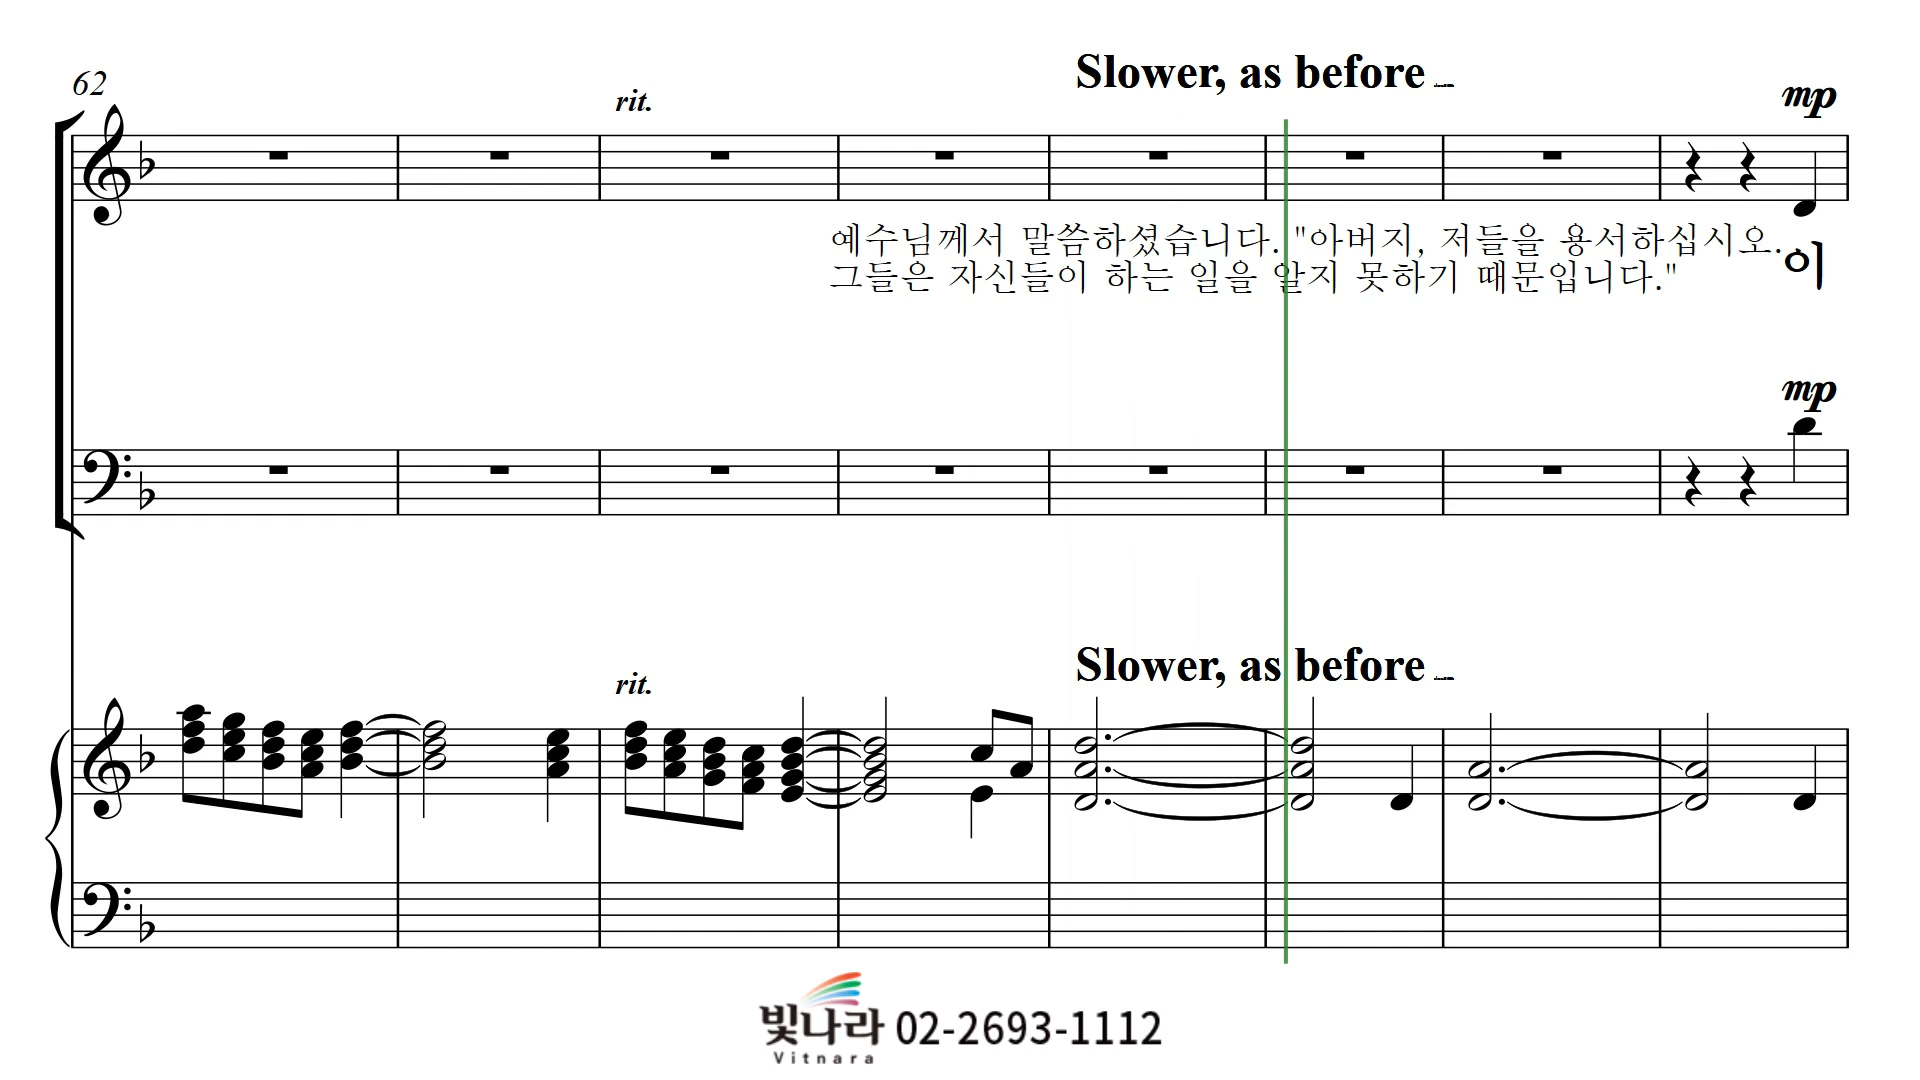 Slower, as before
62
rit.
mp
예수님께서 말씀하셨습니다. "아버지, 저들을 용서하십시오.
그들은 자신들이 하는 일을 알지 못하기 때문입니다."
이
mp
Slower, as before
rit.
빛나라 02-2693-1112
Vitnara